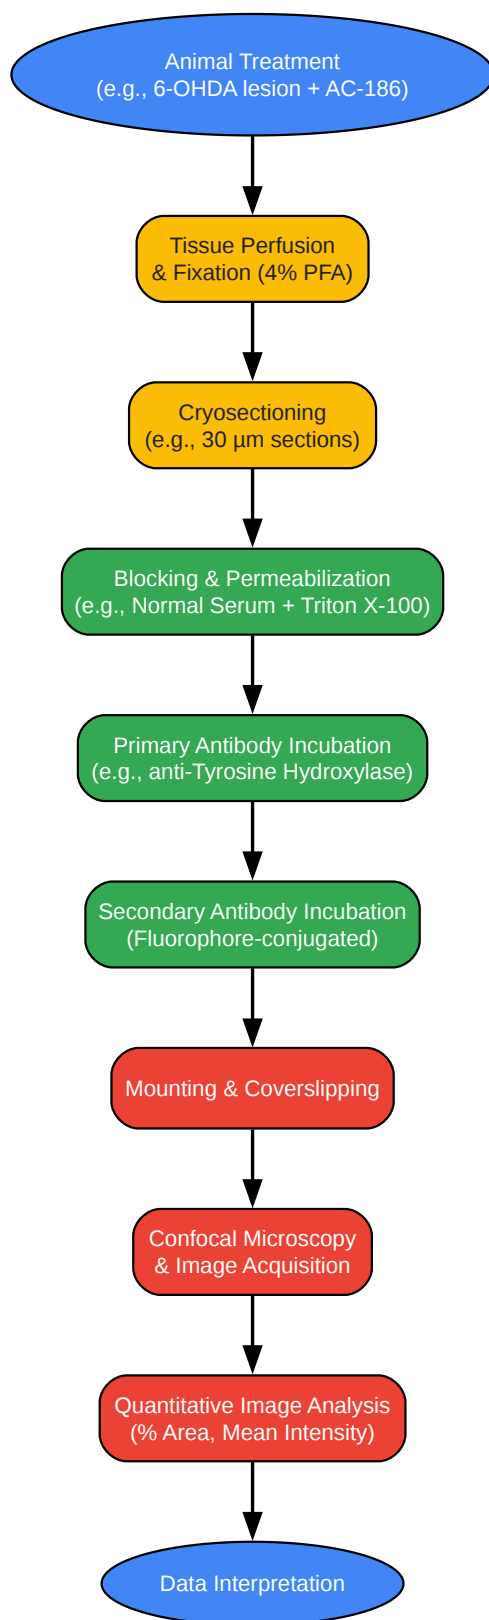 Animal Treatment
(e.g., 6-OHDA lesion + AC-186)
Tissue Perfusion
& Fixation (4% PFA)
Cryosectioning
(e.g., 30 µm sections)
Blocking & Permeabilization
(e.g., Normal Serum + Triton X-100)
Primary Antibody Incubation
(e.g., anti-Tyrosine Hydroxylase)
Secondary Antibody Incubation
(Fluorophore-conjugated)
Mounting & Coverslipping
Confocal Microscopy
& Image Acquisition
Quantitative Image Analysis
(% Area, Mean Intensity)
Data Interpretation